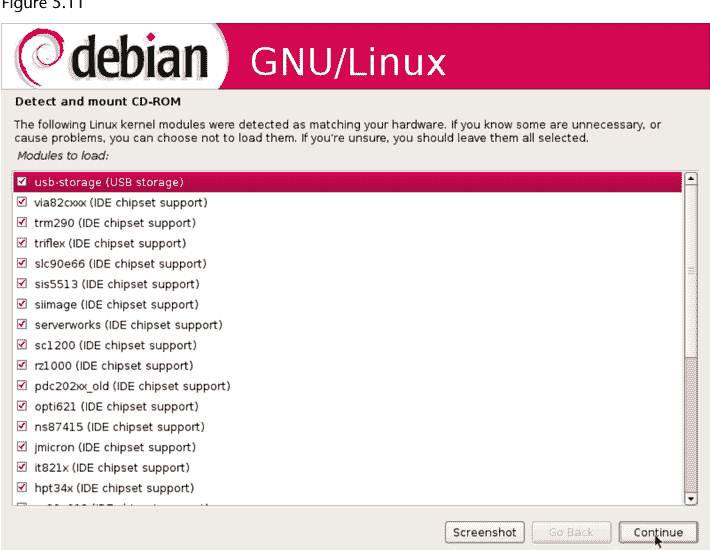 Figure 5.11
debian GNU/Linux
Detect and mount CD-ROM
The following Linux kernel modules were detected as matching your hardware. If you know some are unnecessary, or
cause problems, you can choose not to load them. If you're unsure, you should leave them all selected.
Modules to load:
usb-storage (USB storage)
via82cxxx (IDE chipset support)
trm290 (IDE chipset support)
triflex (IDE chipset support)
slc90e66 (IDE chipset support)
sis5513 (IDE chipset support)
siimage (IDE chipset support)
serverworks (IDE chipset support)
sc1200 (IDE chipset support)
rz1000 (IDE chipset support)
pdc202xx_old (IDE chipset support)
opti621 (IDE chipset support)
ns87415 (IDE chipset support)
jmicron (IDE chipset support)
it821x (IDE chipset support)
hpt34x (IDE chipset support)
Screenshot Go Back Continue